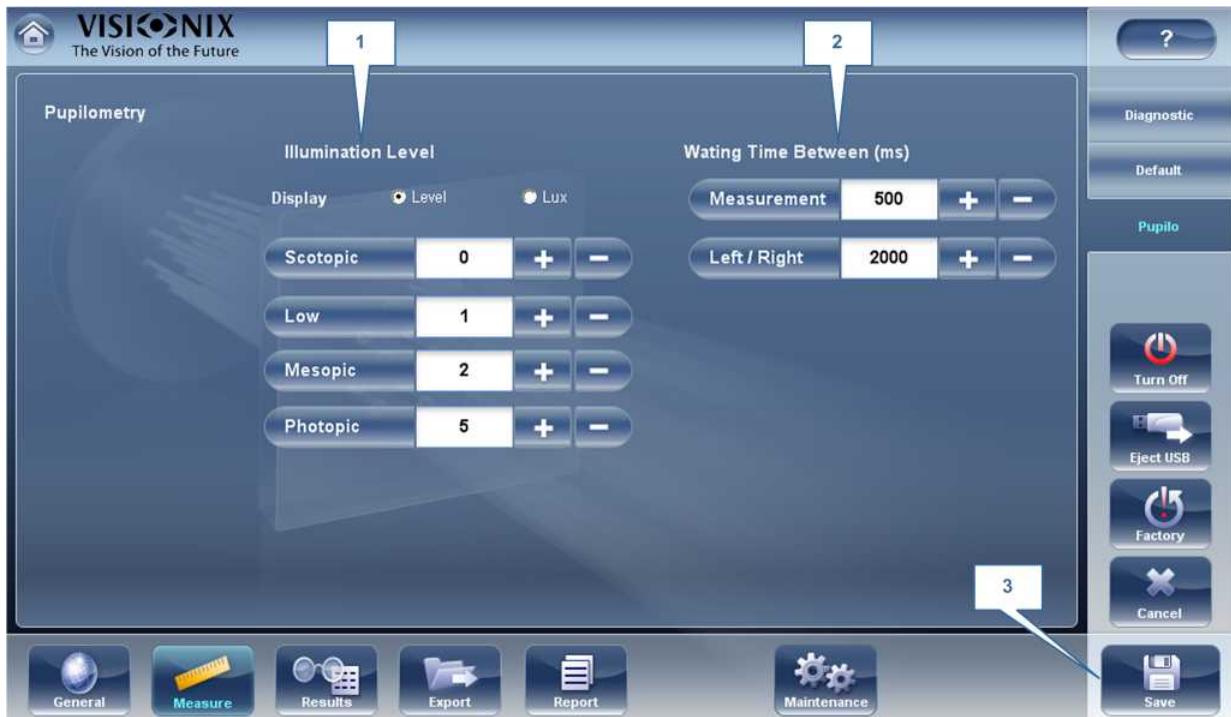 VISIONIX
The Vision of the Future
1
2
?
Pupilometry
Diagnostic
Illumination Level
Wating Time Between (ms)
Default
Display Level Lux
Measurement 500 + −
Pupilo
Scotopic 0 + −
Left / Right 2000 + −
Low 1 + −
Mesopic 2 + −
Turn Off
Photopic 5 + −
Eject USB
Factory
3
Cancel
General
Measure
Results
Export
Report
Maintenance
Save